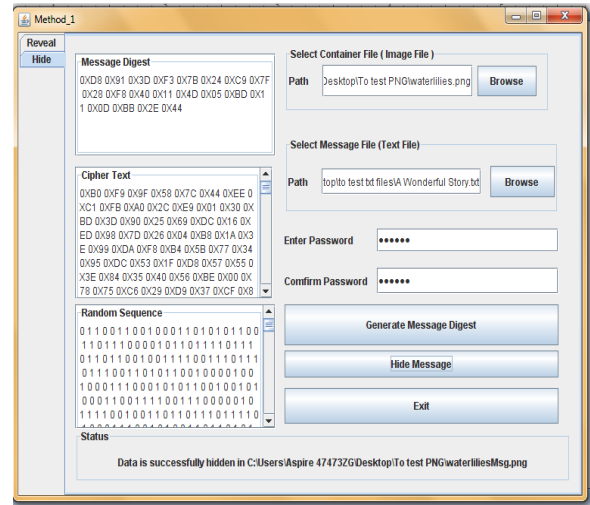 Method_1
Reveal
Hide
Message Digest
0XD8 0X91 0X3D 0XF3 0X7B 0X24 0XC9 0X7F
0X28 0XF8 0X40 0X11 0X4D 0X05 0XBD 0X1
1 0X0D 0XBB 0X2E 0X44
Cipher Text
0XB0 0XF9 0X9F 0X58 0X7C 0X44 0XEE 0
XC1 0XFB 0XA0 0X2C 0XE9 0X01 0X30 0X
BD 0X3D 0X90 0X25 0X69 0XDC 0X16 0X
ED 0X98 0X7D 0X26 0X04 0XB8 0X1A 0X3
E 0X99 0XDA 0XF8 0XB4 0X5B 0X77 0X34
0X95 0XDC 0X53 0X1F 0XD8 0X57 0X55 0
X3E 0X84 0X35 0X40 0X56 0XBE 0X00 0X
78 0X75 0XC6 0X29 0XD9 0X37 0XCF 0X8
Random Sequence
0 1 1 0 0 1 1 0 0 1 0 0 0 1 1 0 1 0 1 0 1 1 0 0
1 1 0 1 1 1 0 0 0 0 1 0 1 1 0 1 1 1 1 0 1 1 1
0 1 1 0 1 1 0 0 1 0 0 1 1 1 1 0 0 1 1 1 0 1 1 1
0 1 1 1 0 0 1 1 0 1 0 1 1 0 0 1 0 0 0 0 1 0 0
1 0 0 0 1 1 1 0 0 0 1 0 1 0 1 1 0 0 1 0 0 1 0 1
0 0 0 1 1 0 0 1 1 1 1 0 0 1 1 1 0 0 0 0 0 1 0
1 1 1 1 0 0 1 0 0 1 1 0 1 1 0 1 1 1 0 1 1 1 1 0
Select Container File ( Image File )
Path
Desktop\To test PNG\waterlilies.png
Browse
Select Message File (Text File)
Path
top\to test txt files\A Wonderful Story.txt
Browse
Enter Password
Comfirm Password
Generate Message Digest
Hide Message
Exit
Status
Data is successfully hidden in C:\Users\Aspire 47473ZG\Desktop\To test PNG\waterliliesMsg.png